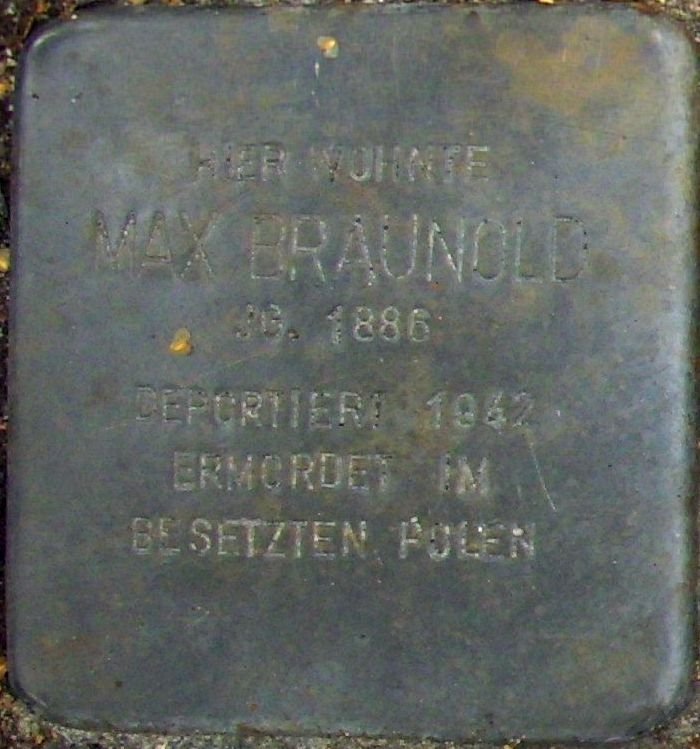 HIER WOHNTE
MAX BRAUNOLD
JG. 1886
DEPORTIERT 1942
ERMORDET IM
BESETZTEN POLEN